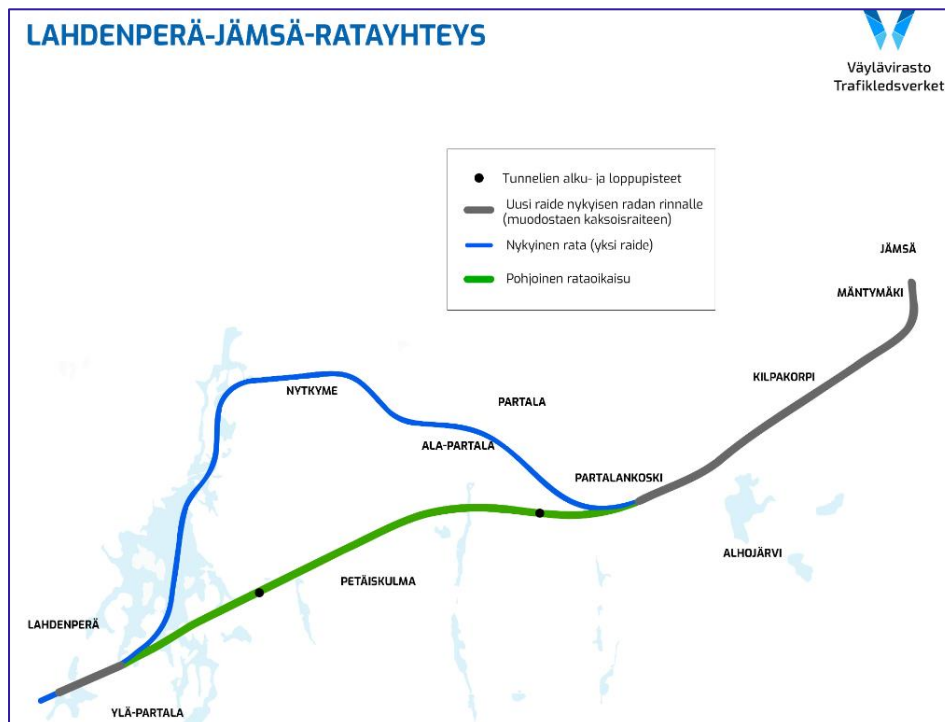 LAHDENPERÄ-JÄMSÄ-RATAYHTEYS
Väylävirasto
Trafikledsverket
Tunnelien alku- ja loppupisteet
Uusi raide nykyisen radan rinnalle
(muodostaen kaksoisraiteen)
Nykyinen rata (yksi raide)
Pohjoinen rataoikaisu
JÄMSÄ
MÄNTYMÄKI
KILPAKORPI
NYTKYME
PARTALA
ALA-PARTALA
PARTALANKOSKI
ALHOJÄRVI
PETÄISKULMA
LAHDENPERÄ
YLÄ-PARTALA